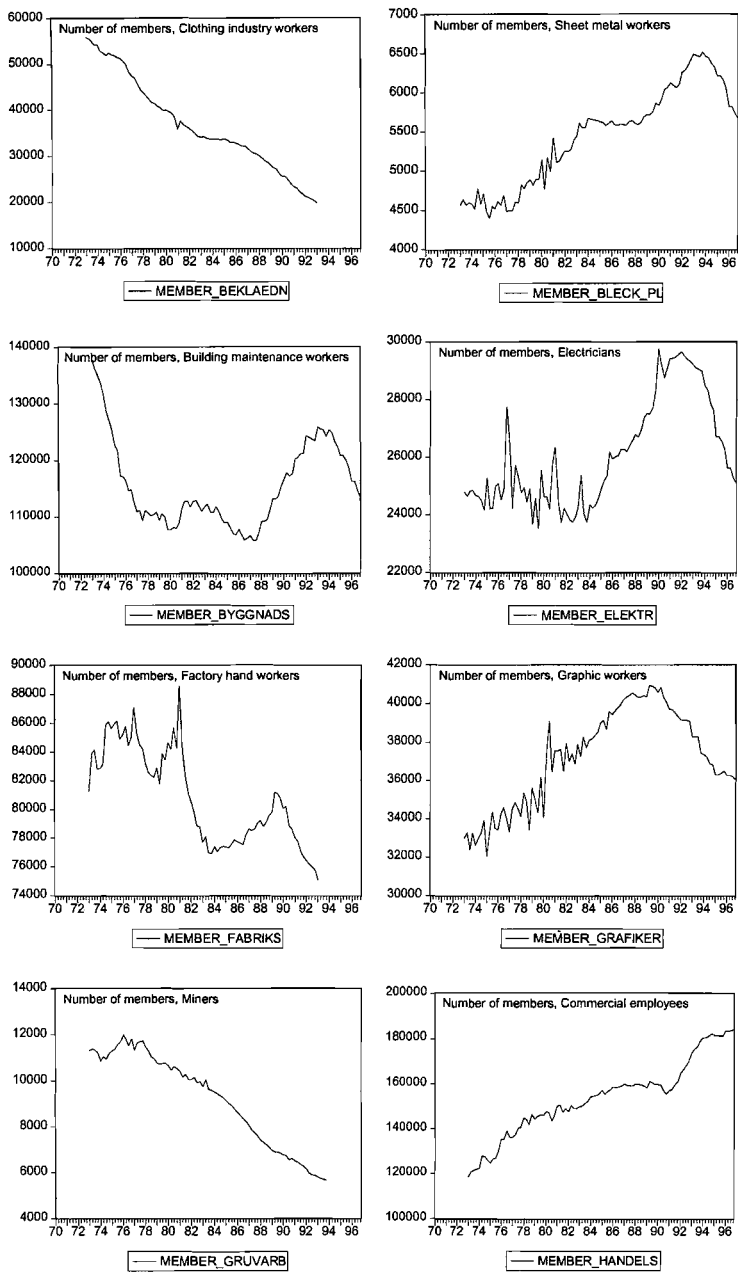 Number of members, Clothing industry workers
60000
50000
40000
30000
20000
10000
70 72 74 76 78 80 82 84 86 88 90 92 94 96
MEMBER_BEKLAEDN
Number of members, Sheet metal workers
7000
6500
6000
5500
5000
4500
4000
70 72 74 76 78 80 82 84 86 88 90 92 94 96
MEMBER_BLECK_PL
Number of members, Building maintenance workers
140000
130000
120000
110000
100000
70 72 74 76 78 80 82 84 86 88 90 92 94 96
MEMBER_BYGGNADS
Number of members, Electricians
30000
28000
26000
24000
22000
70 72 74 76 78 80 82 84 86 88 90 92 94 96
MEMBER_ELEKTR
Number of members, Factory hand workers
90000
88000
86000
84000
82000
80000
78000
76000
74000
70 72 74 76 78 80 82 84 86 88 90 92 94 96
MEMBER_FABRIKS
Number of members, Graphic workers
42000
40000
38000
36000
34000
32000
30000
70 72 74 76 78 80 82 84 86 88 90 92 94 96
MEMBER_GRAFIKER
Number of members, Miners
14000
12000
10000
8000
6000
4000
70 72 74 76 78 80 82 84 86 88 90 92 94 96
MEMBER_GRUVARB
Number of members, Commercial employees
200000
180000
160000
140000
120000
100000
70 72 74 76 78 80 82 84 86 88 90 92 94 96
MEMBER_HANDELS